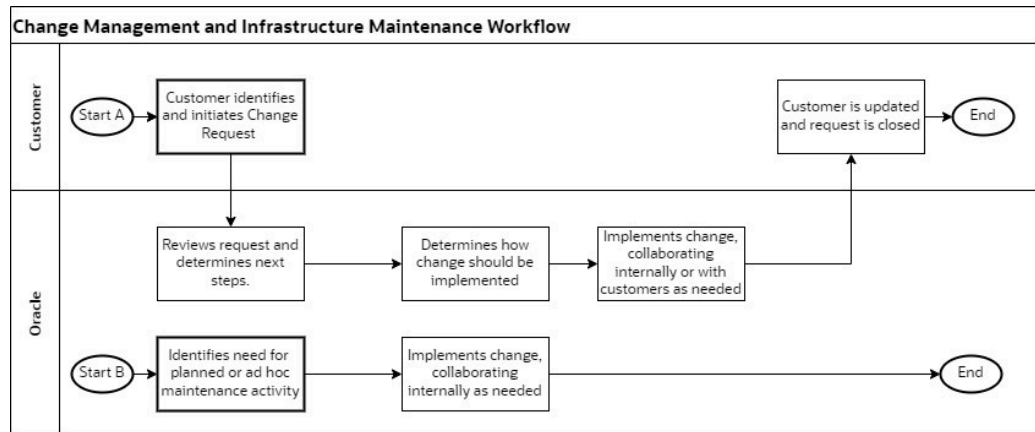 Change Management and Infrastructure Maintenance Workflow
Customer
Start A
Customer identifies
and initiates Change
Request
Customer is updated
and request is closed
End
Oracle
Reviews request and
determines next
steps.
Determines how
change should be
implemented
Implements change,
collaborating
internally or with
customers as needed
Start B
Identifies need for
planned or ad hoc
maintenance activity
Implements change,
collaborating
internally as needed
End